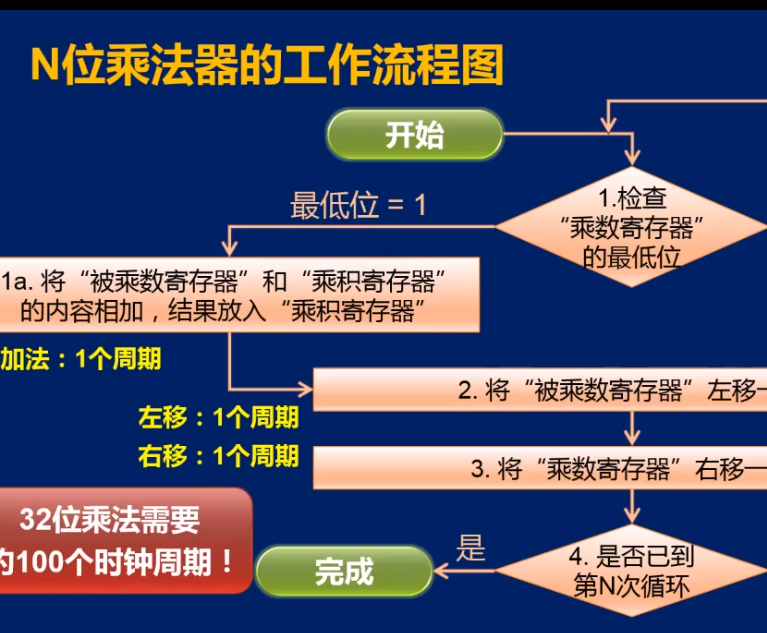 N位乘法器的工作流程图
开始
最低位 = 1
1.检查
“乘数寄存器”
的最低位
1a. 将“被乘数寄存器”和“乘积寄存器”
的内容相加，结果放入“乘积寄存器”
加法：1个周期
2. 将“被乘数寄存器”左移一
左移：1个周期
右移：1个周期
3. 将“乘数寄存器”右移一
32位乘法需要
约100个时钟周期！
完成
是
4. 是否已到
第N次循环